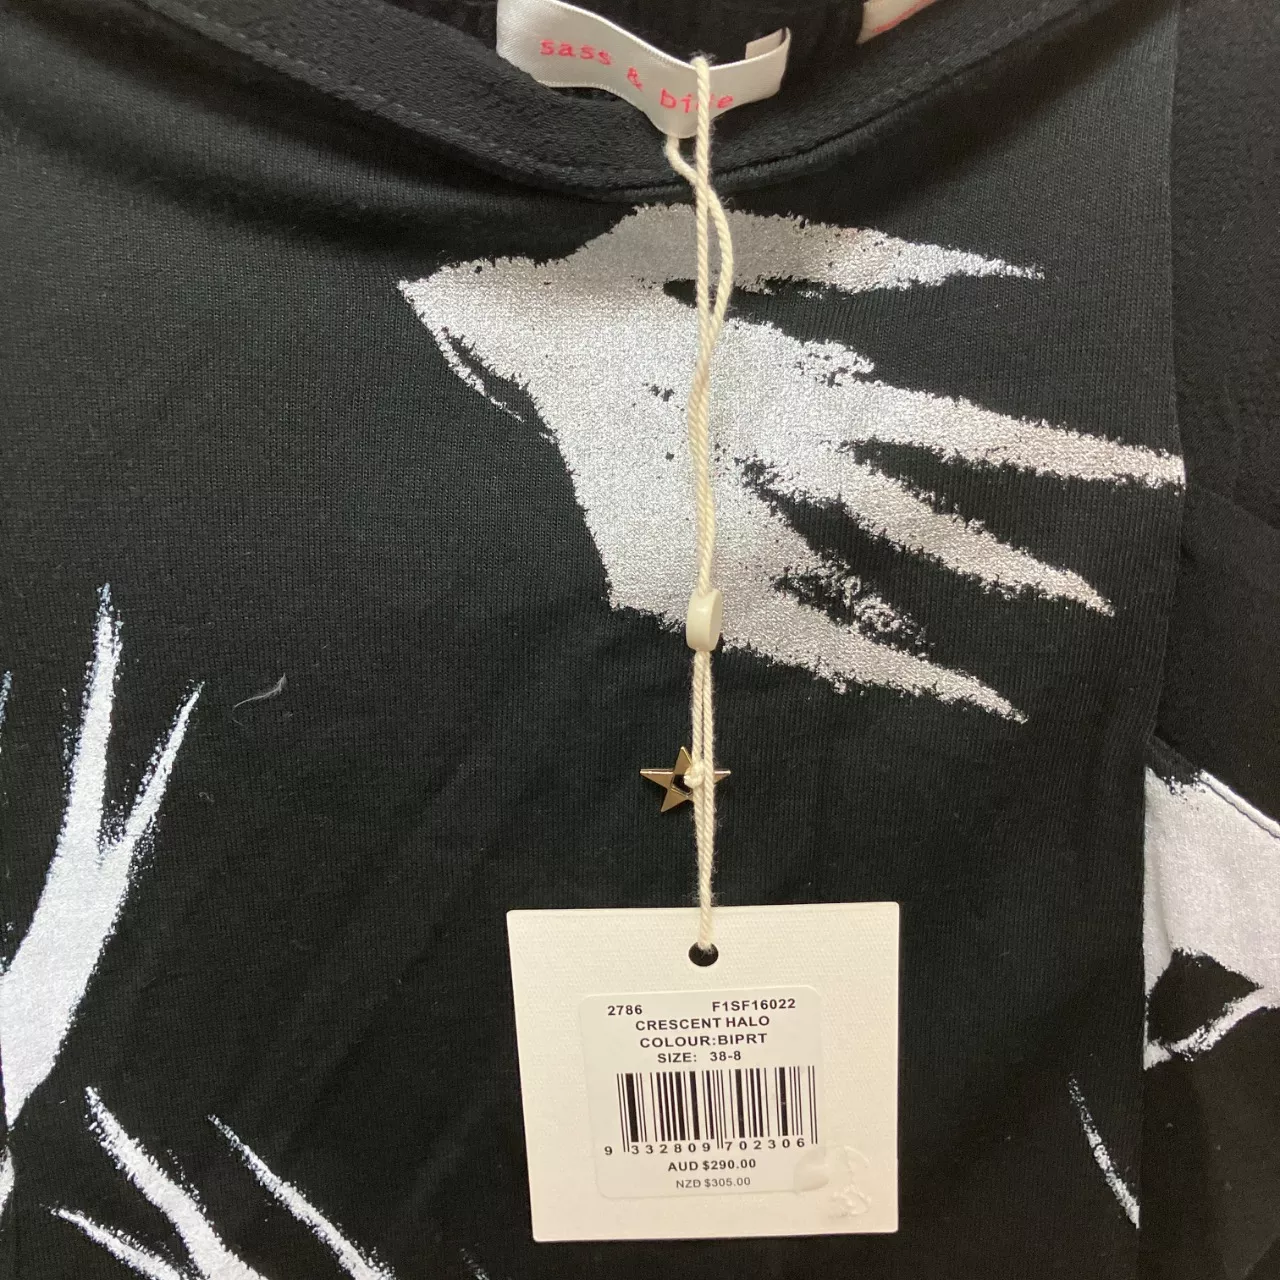 sass & bide
2786 F1SF16022
CRESCENT HALO
COLOUR:BIPRT
SIZE: 38-8
9 332809 702306
AUD $290.00
NZD $305.00